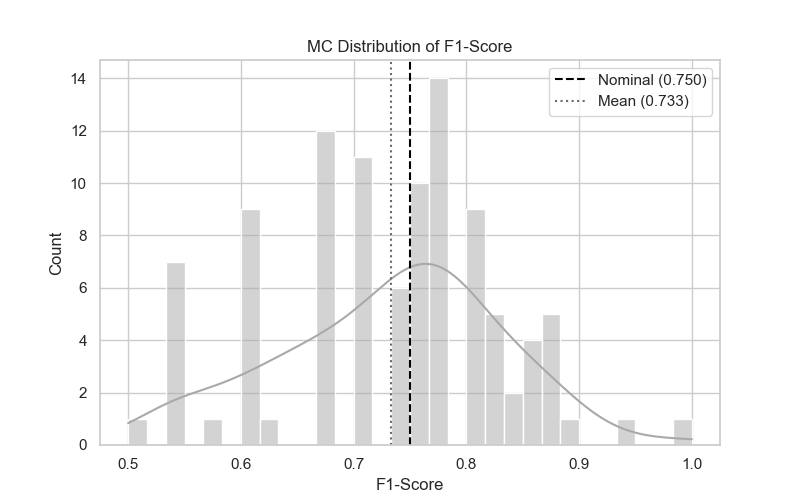 MC Distribution of F1-Score
Nominal (0.750)
Mean (0.733)
Count
14
12
10
8
6
4
2
0
0.5 0.6 0.7 0.8 0.9 1.0
F1-Score